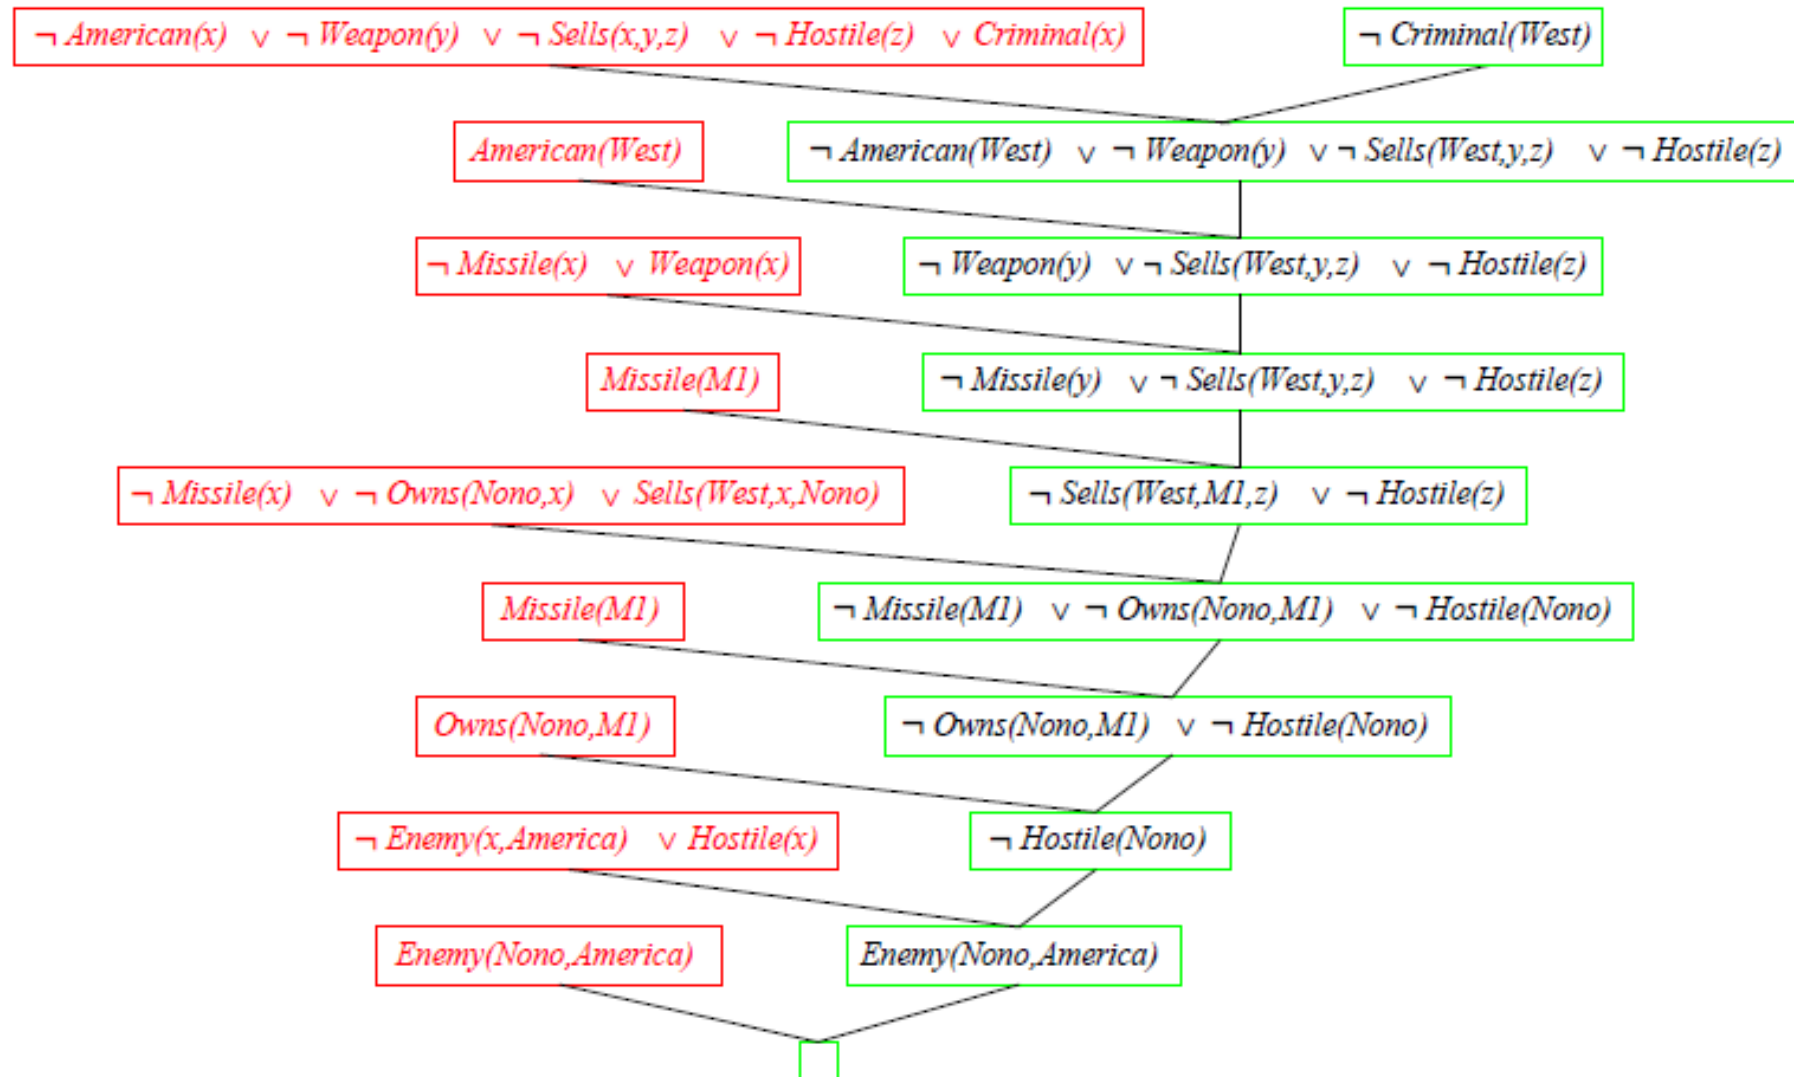 ¬ American(x) ∨ ¬ Weapon(y) ∨ ¬ Sells(x,y,z) ∨ ¬ Hostile(z) ∨ Criminal(x)
¬ Criminal(West)
American(West)
¬ American(West) ∨ ¬ Weapon(y) ∨ ¬ Sells(West,y,z) ∨ ¬ Hostile(z)
¬ Missile(x) ∨ Weapon(x)
¬ Weapon(y) ∨ ¬ Sells(West,y,z) ∨ ¬ Hostile(z)
Missile(M1)
¬ Missile(y) ∨ ¬ Sells(West,y,z) ∨ ¬ Hostile(z)
¬ Missile(x) ∨ ¬ Owns(Nono,x) ∨ Sells(West,x,Nono)
¬ Sells(West,M1,z) ∨ ¬ Hostile(z)
Missile(M1)
¬ Missile(M1) ∨ ¬ Owns(Nono,M1) ∨ ¬ Hostile(Nono)
Owns(Nono,M1)
¬ Owns(Nono,M1) ∨ ¬ Hostile(Nono)
¬ Enemy(x,America) ∨ Hostile(x)
¬ Hostile(Nono)
Enemy(Nono,America)
Enemy(Nono,America)